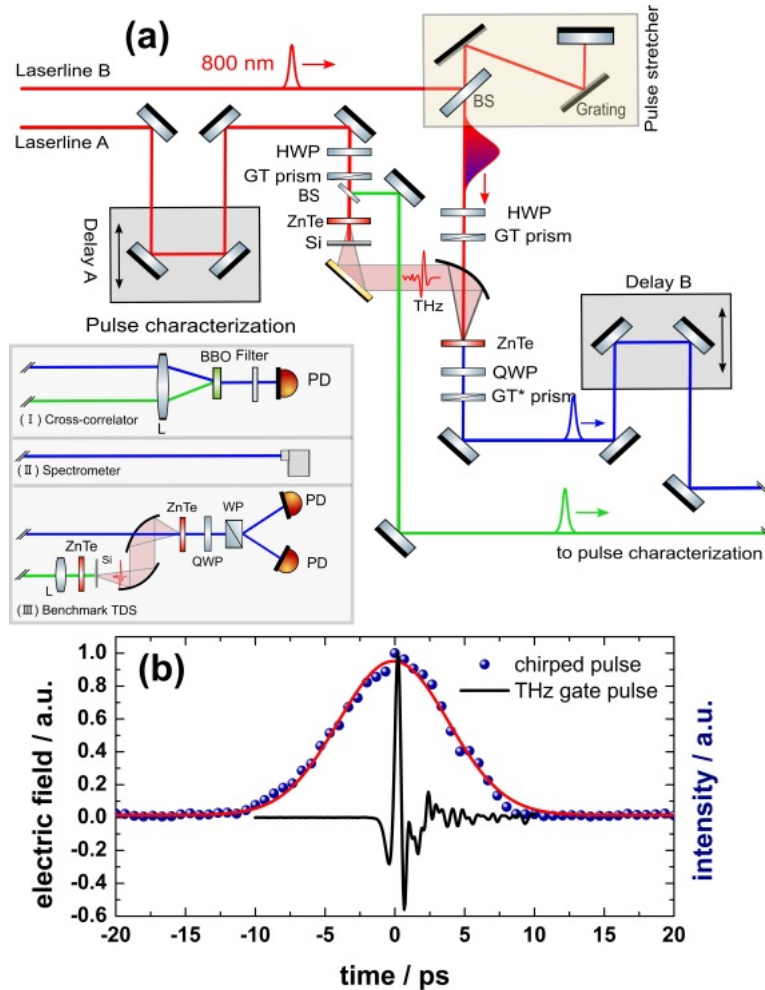 (a)
Laserline B
800 nm
BS
Grating
Pulse stretcher
Laserline A
HWP
GT prism
BS
ZnTe
Si
Delay A
THz
HWP
GT prism
Delay B
ZnTe
QWP
GT* prism
Pulse characterization
BBO Filter
PD
L
(I) Cross-correlator
(II) Spectrometer
ZnTe
WP
PD
ZnTe
Si
QWP
PD
L
(III) Benchmark TDS
to pulse characterization
(b)
chirped pulse
THz gate pulse
electric field / a.u.
intensity / a.u.
1.0
0.8
0.6
0.4
0.2
0.0
-0.2
-0.4
-0.6
-20 -15 -10 -5 0 5 10 15 20
time / ps